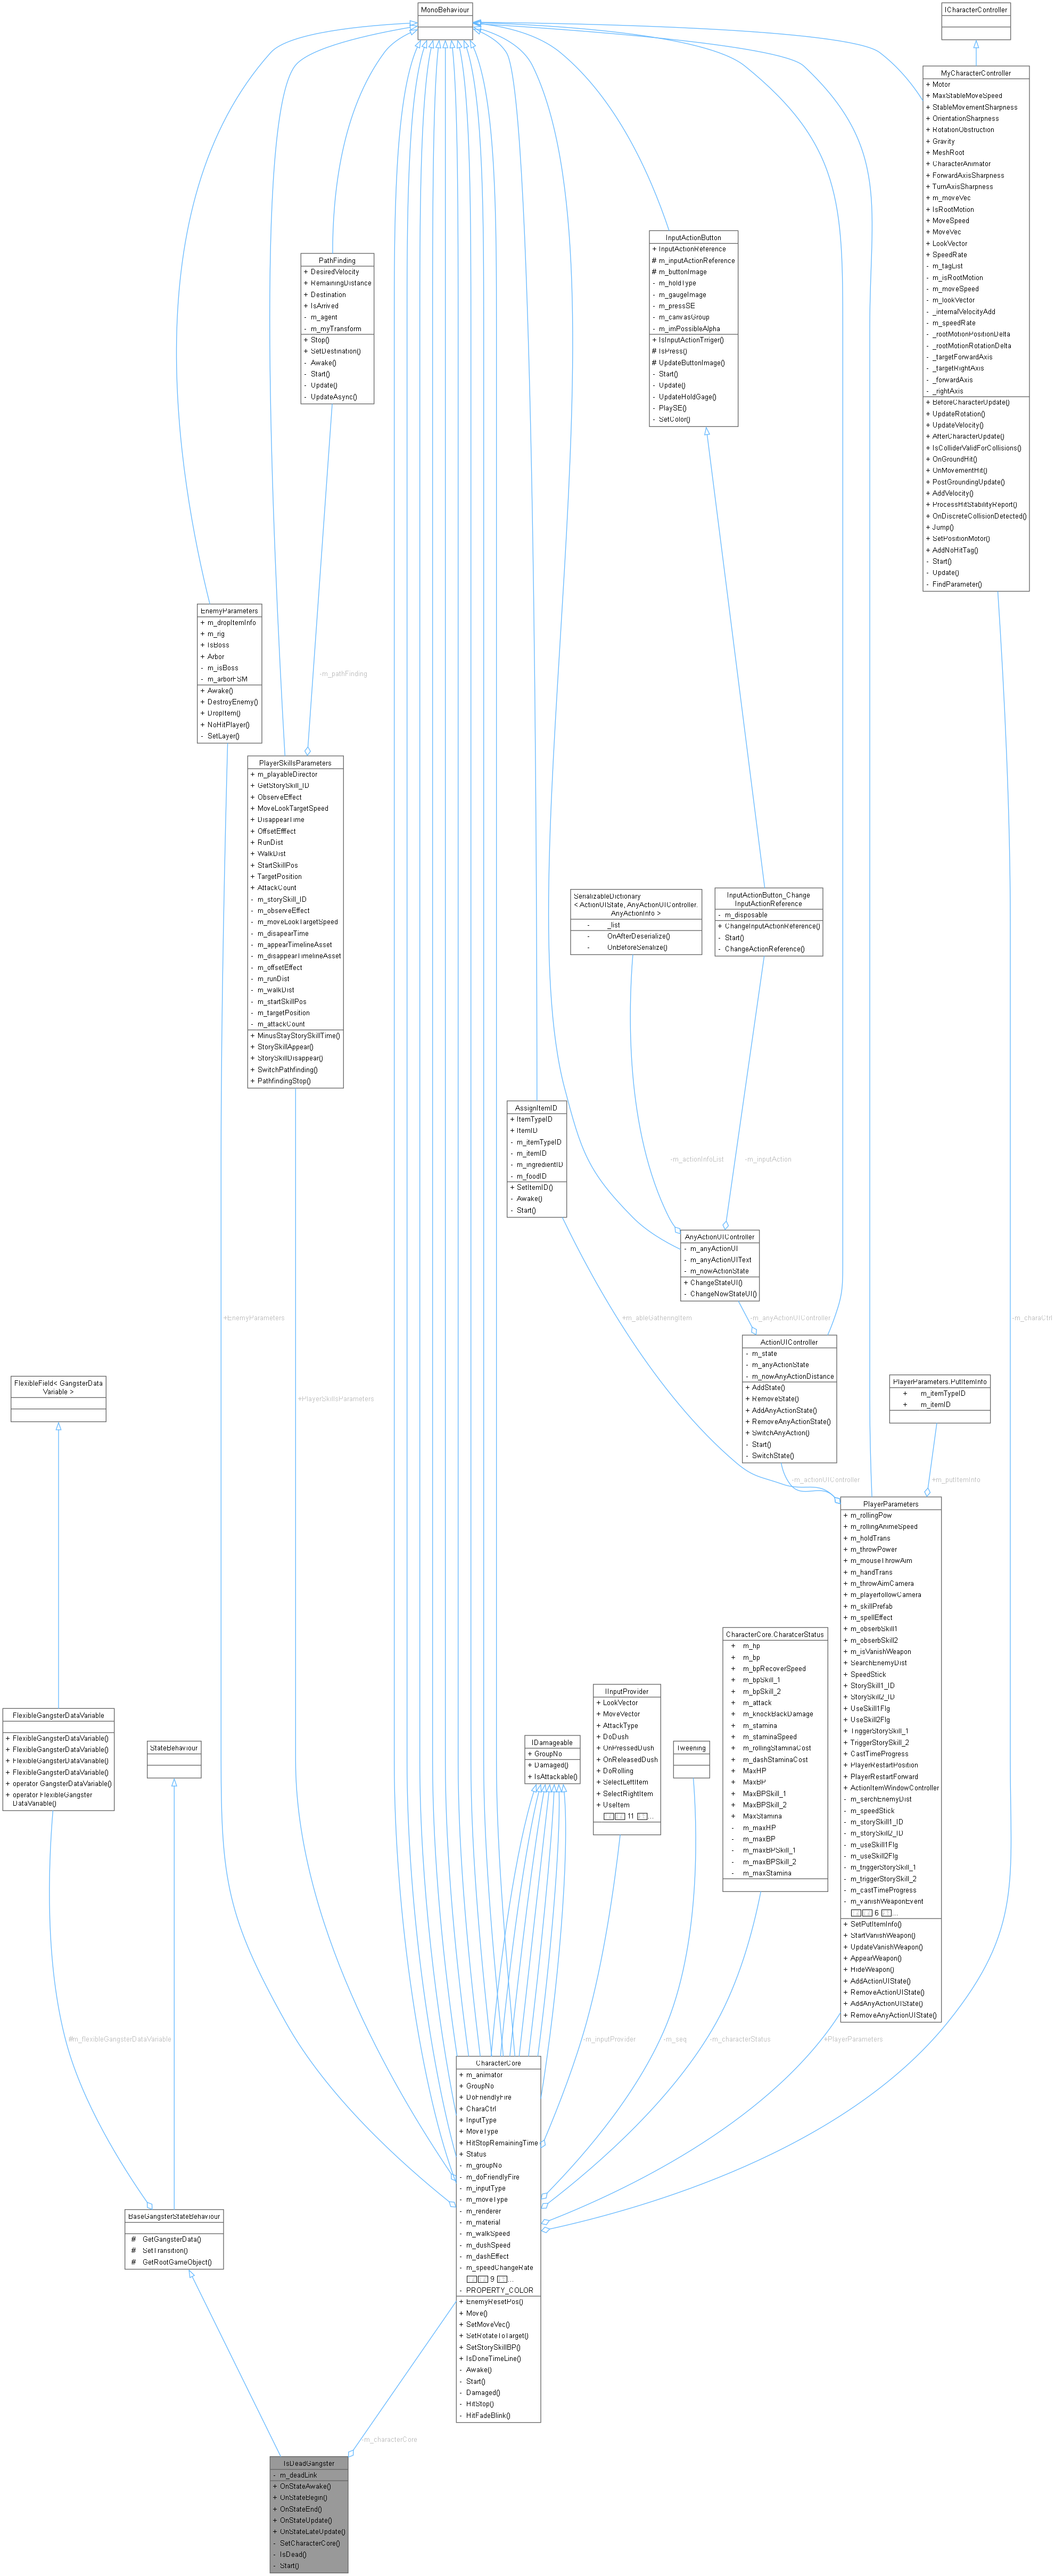 MonoBehaviour
ICharacterController
MyCharacterController
+ Motor
+ MaxStableMoveSpeed
+ StableMovementSharpness
+ OrientationSharpness
+ RotationObstruction
+ Gravity
+ MeshRoot
+ CharacterAnimator
+ ForwardAxisSharpness
+ TurnAxisSharpness
+ m_moveVec
+ IsRootMotion
+ MoveSpeed
+ MoveVec
+ LookVector
+ SpeedRate
- m_tagList
- m_isRootMotion
- m_moveSpeed
- m_lookVector
- _internalVelocityAdd
- m_speedRate
- _rootMotionPositionDelta
- _rootMotionRotationDelta
- _targetForwardAxis
- _targetRightAxis
- _forwardAxis
- _rightAxis
+ BeforeCharacterUpdate()
+ UpdateRotation()
+ UpdateVelocity()
+ AfterCharacterUpdate()
+ IsColliderValidForCollisions()
+ OnGroundHit()
+ OnMovementHit()
+ PostGroundingUpdate()
+ AddVelocity()
+ ProcessHitStabilityReport()
+ OnDiscreteCollisionDetected()
+ Jump()
+ SetPositionMotor()
+ AddNoHitTag()
- Start()
- Update()
- FindParameter()
InputActionButton
+ InputActionReference
# m_inputActionReference
# m_buttonImage
- m_holdType
- m_gaugeImage
- m_pressSE
- m_canvasGroup
- m_imPossibleAlpha
+ IsInputActionTrriger()
# IsPress()
# UpdateButtonImage()
- Start()
- Update()
- UpdateHoldGage()
- PlaySE()
- SetColor()
PathFinding
+ DesiredVelocity
+ RemainingDistance
+ Destination
+ IsArrived
- m_agent
- m_myTransform
+ Stop()
+ SetDestination()
- Awake()
- Start()
- Update()
- UpdateAsync()
EnemyParameters
+ m_dropItemInfo
+ m_rig
+ IsBoss
+ Arbor
- m_isBoss
- m_arborFSM
+ Awake()
+ DestroyEnemy()
+ DropItem()
+ NoHitPlayer()
- SetLayer()
-m_pathFinding
PlayerSkillsParameters
+ m_playableDirector
+ GetStorySkill_ID
+ ObserveEffect
+ MoveLookTargetSpeed
+ DisappearTime
+ OffsetEfffect
+ RunDist
+ WalkDist
+ StartSkillPos
+ TargetPosition
+ AttackCount
- m_storySkill_ID
- m_observeEffect
- m_moveLookTargetSpeed
- m_disapearTime
- m_appearTimelineAsset
- m_disappearTimelineAsset
- m_offsetEffect
- m_runDist
- m_walkDist
- m_startSkillPos
- m_targetPosition
- m_attackCount
+ MinusStayStorySkillTime()
+ StorySkillAppear()
+ StorySkillDisappear()
+ SwitchPathfinding()
+ PathfindingStop()
SerializableDictionary
< ActionUIState, AnyActionUIController.
AnyActionInfo >
- _list
- OnAfterDeserialize()
- OnBeforeSerialize()
InputActionButton_Change
InputActionReference
- m_disposable
+ ChangeInputActionReference()
- Start()
- ChangeActionReference()
AssignItemID
+ ItemTypeID
+ ItemID
- m_itemTypeID
- m_itemID
- m_ingredientID
- m_foodID
+ SetItemID()
- Awake()
- Start()
-m_actionInfoList
-m_inputAction
AnyActionUIController
- m_anyActionUI
- m_anyActionUIText
- m_nowActionState
+ ChangeStateUI()
- ChangeNowStateUI()
+EnemyParameters
+m_ableGatheringItem
-m_anyActionUIController
-m_charaCtrl
ActionUIController
- m_state
- m_anyActionState
- m_nowAnyActionDistance
+ AddState()
+ RemoveState()
+ AddAnyActionState()
+ RemoveAnyActionState()
+ SwitchAnyAction()
- Start()
- SwitchState()
FlexibleField< GangsterData
Variable >
+PlayerSkillsParameters
PlayerParameters.PutItemInfo
+ m_itemTypeID
+ m_itemID
-m_actionUIController
+m_putItemInfo
PlayerParameters
+ m_rollingPow
+ m_rollingAnimeSpeed
+ m_holdTrans
+ m_throwPower
+ m_mouseThrowAim
+ m_handTrans
+ m_throwAimCamera
+ m_playerfollowCamera
+ m_skillPrefab
+ m_spellEffect
+ m_obserbSkill1
+ m_obserbSkill2
+ m_isVanishWeapon
+ SearchEnemyDist
+ SpeedStick
+ StorySkill1_ID
+ StorySkill2_ID
+ UseSkill1Flg
+ UseSkill2Flg
+ TriggerStorySkill_1
+ TriggerStorySkill_2
+ CastTimeProgress
+ PlayerRestartPosition
+ PlayerRestartForward
+ ActionItemWindowController
- m_serchEnemyDist
- m_speedStick
- m_storySkill1_ID
- m_storySkill2_ID
- m_useSkill1Flg
- m_useSkill2Flg
- m_triggerStorySkill_1
- m_triggerStorySkill_2
- m_castTimeProgress
- m_vanishWeaponEvent
6 ...
+ SetPutItemInfo()
+ StartVanishWeapon()
+ UpdateVanishWeapon()
+ AppearWeapon()
+ HideWeapon()
+ AddActionUIState()
+ RemoveActionUIState()
+ AddAnyActionUIState()
+ RemoveAnyActionUIState()
CharacterCore.CharatcerStatus
+ m_hp
+ m_bp
+ m_bpRecoverSpeed
+ m_bpSkill_1
+ m_bpSkill_2
+ m_attack
+ m_knockBackDamage
+ m_stamina
+ m_staminaSpeed
+ m_rollingStaminaCost
+ m_dashStaminaCost
+ MaxHP
+ MaxBP
+ MaxBPSkill_1
+ MaxBPSkill_2
+ MaxStamina
- m_maxHP
- m_maxBP
- m_maxBPSkill_1
- m_maxBPSkill_2
- m_maxStamina
IInputProvider
+ LookVector
+ MoveVector
+ AttackType
+ DoDush
+ OnPressedDush
+ OnReleasedDush
+ DoRolling
+ SelectLeftItem
+ SelectRightItem
+ UseItem
11 ...
FlexibleGangsterDataVariable
+ FlexibleGangsterDataVariable()
+ FlexibleGangsterDataVariable()
+ FlexibleGangsterDataVariable()
+ FlexibleGangsterDataVariable()
+ operator GangsterDataVariable()
+ operator FlexibleGangster
DataVariable()
StateBehaviour
IDamageable
+ GroupNo
+ Damaged()
+ IsAttackable()
Tweening
#m_flexibleGangsterDataVariable
-m_inputProvider
-m_seq
-m_characterStatus
+PlayerParameters
CharacterCore
+ m_animator
+ GroupNo
+ DoFriendlyFire
+ CharaCtrl
+ InputType
+ MoveType
+ HitStopRemainingTime
+ Status
- m_groupNo
- m_doFriendlyFire
- m_inputType
- m_moveType
- m_renderer
- m_material
- m_walkSpeed
- m_dushSpeed
- m_dashEffect
- m_speedChangeRate
9 ...
- PROPERTY_COLOR
+ EnemyResetPos()
+ Move()
+ SetMoveVec()
+ SetRotateToTarget()
+ SetStorySkillBP()
+ IsDoneTimeLine()
- Awake()
- Start()
- Damaged()
- HitStop()
- HitFadeBlink()
BaseGangsterStateBehaviour
# GetGangsterData()
# SetTransition()
# GetRootGameObject()
-m_characterCore
IsDeadGangster
- m_deadLink
+ OnStateAwake()
+ OnStateBegin()
+ OnStateEnd()
+ OnStateUpdate()
+ OnStateLateUpdate()
- SetCharacterCore()
- IsDead()
- Start()